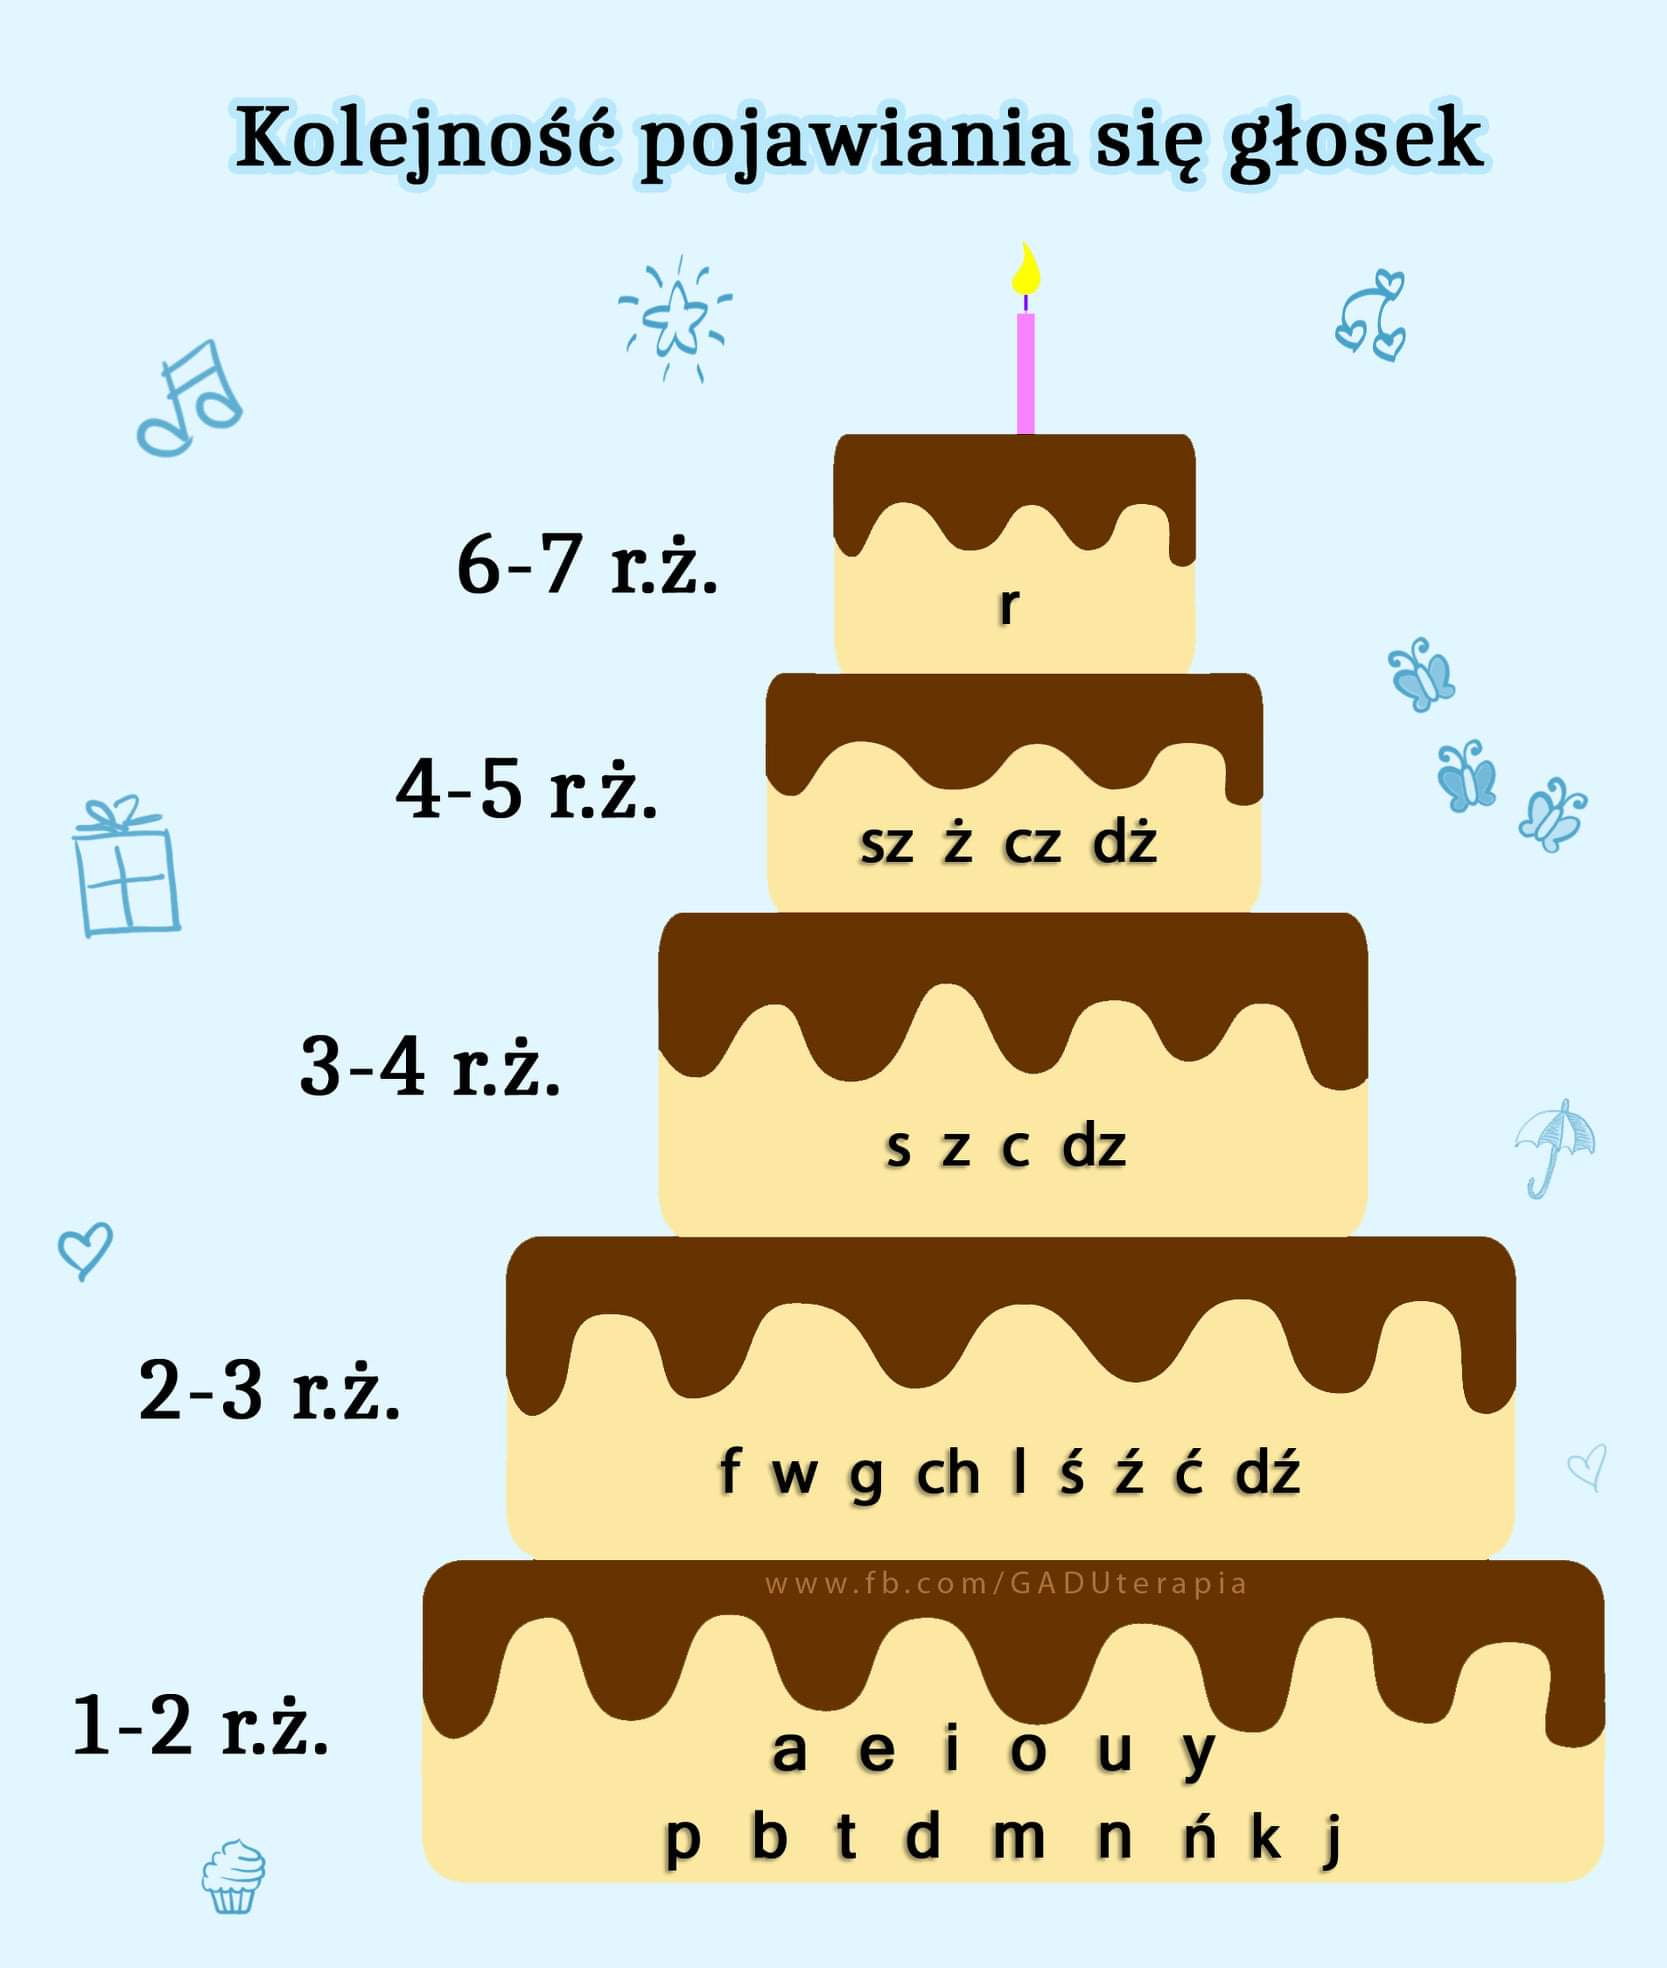 Kolejność pojawiania się głosek
6-7 r.ż.
r
4-5 r.ż.
sz ż cz dż
3-4 r.ż.
s z c dz
2-3 r.ż.
f w g ch l ś ź ć dź
www.fb.com/GADUterapia
1-2 r.ż.
a e i o u y
p b t d m n ń k j